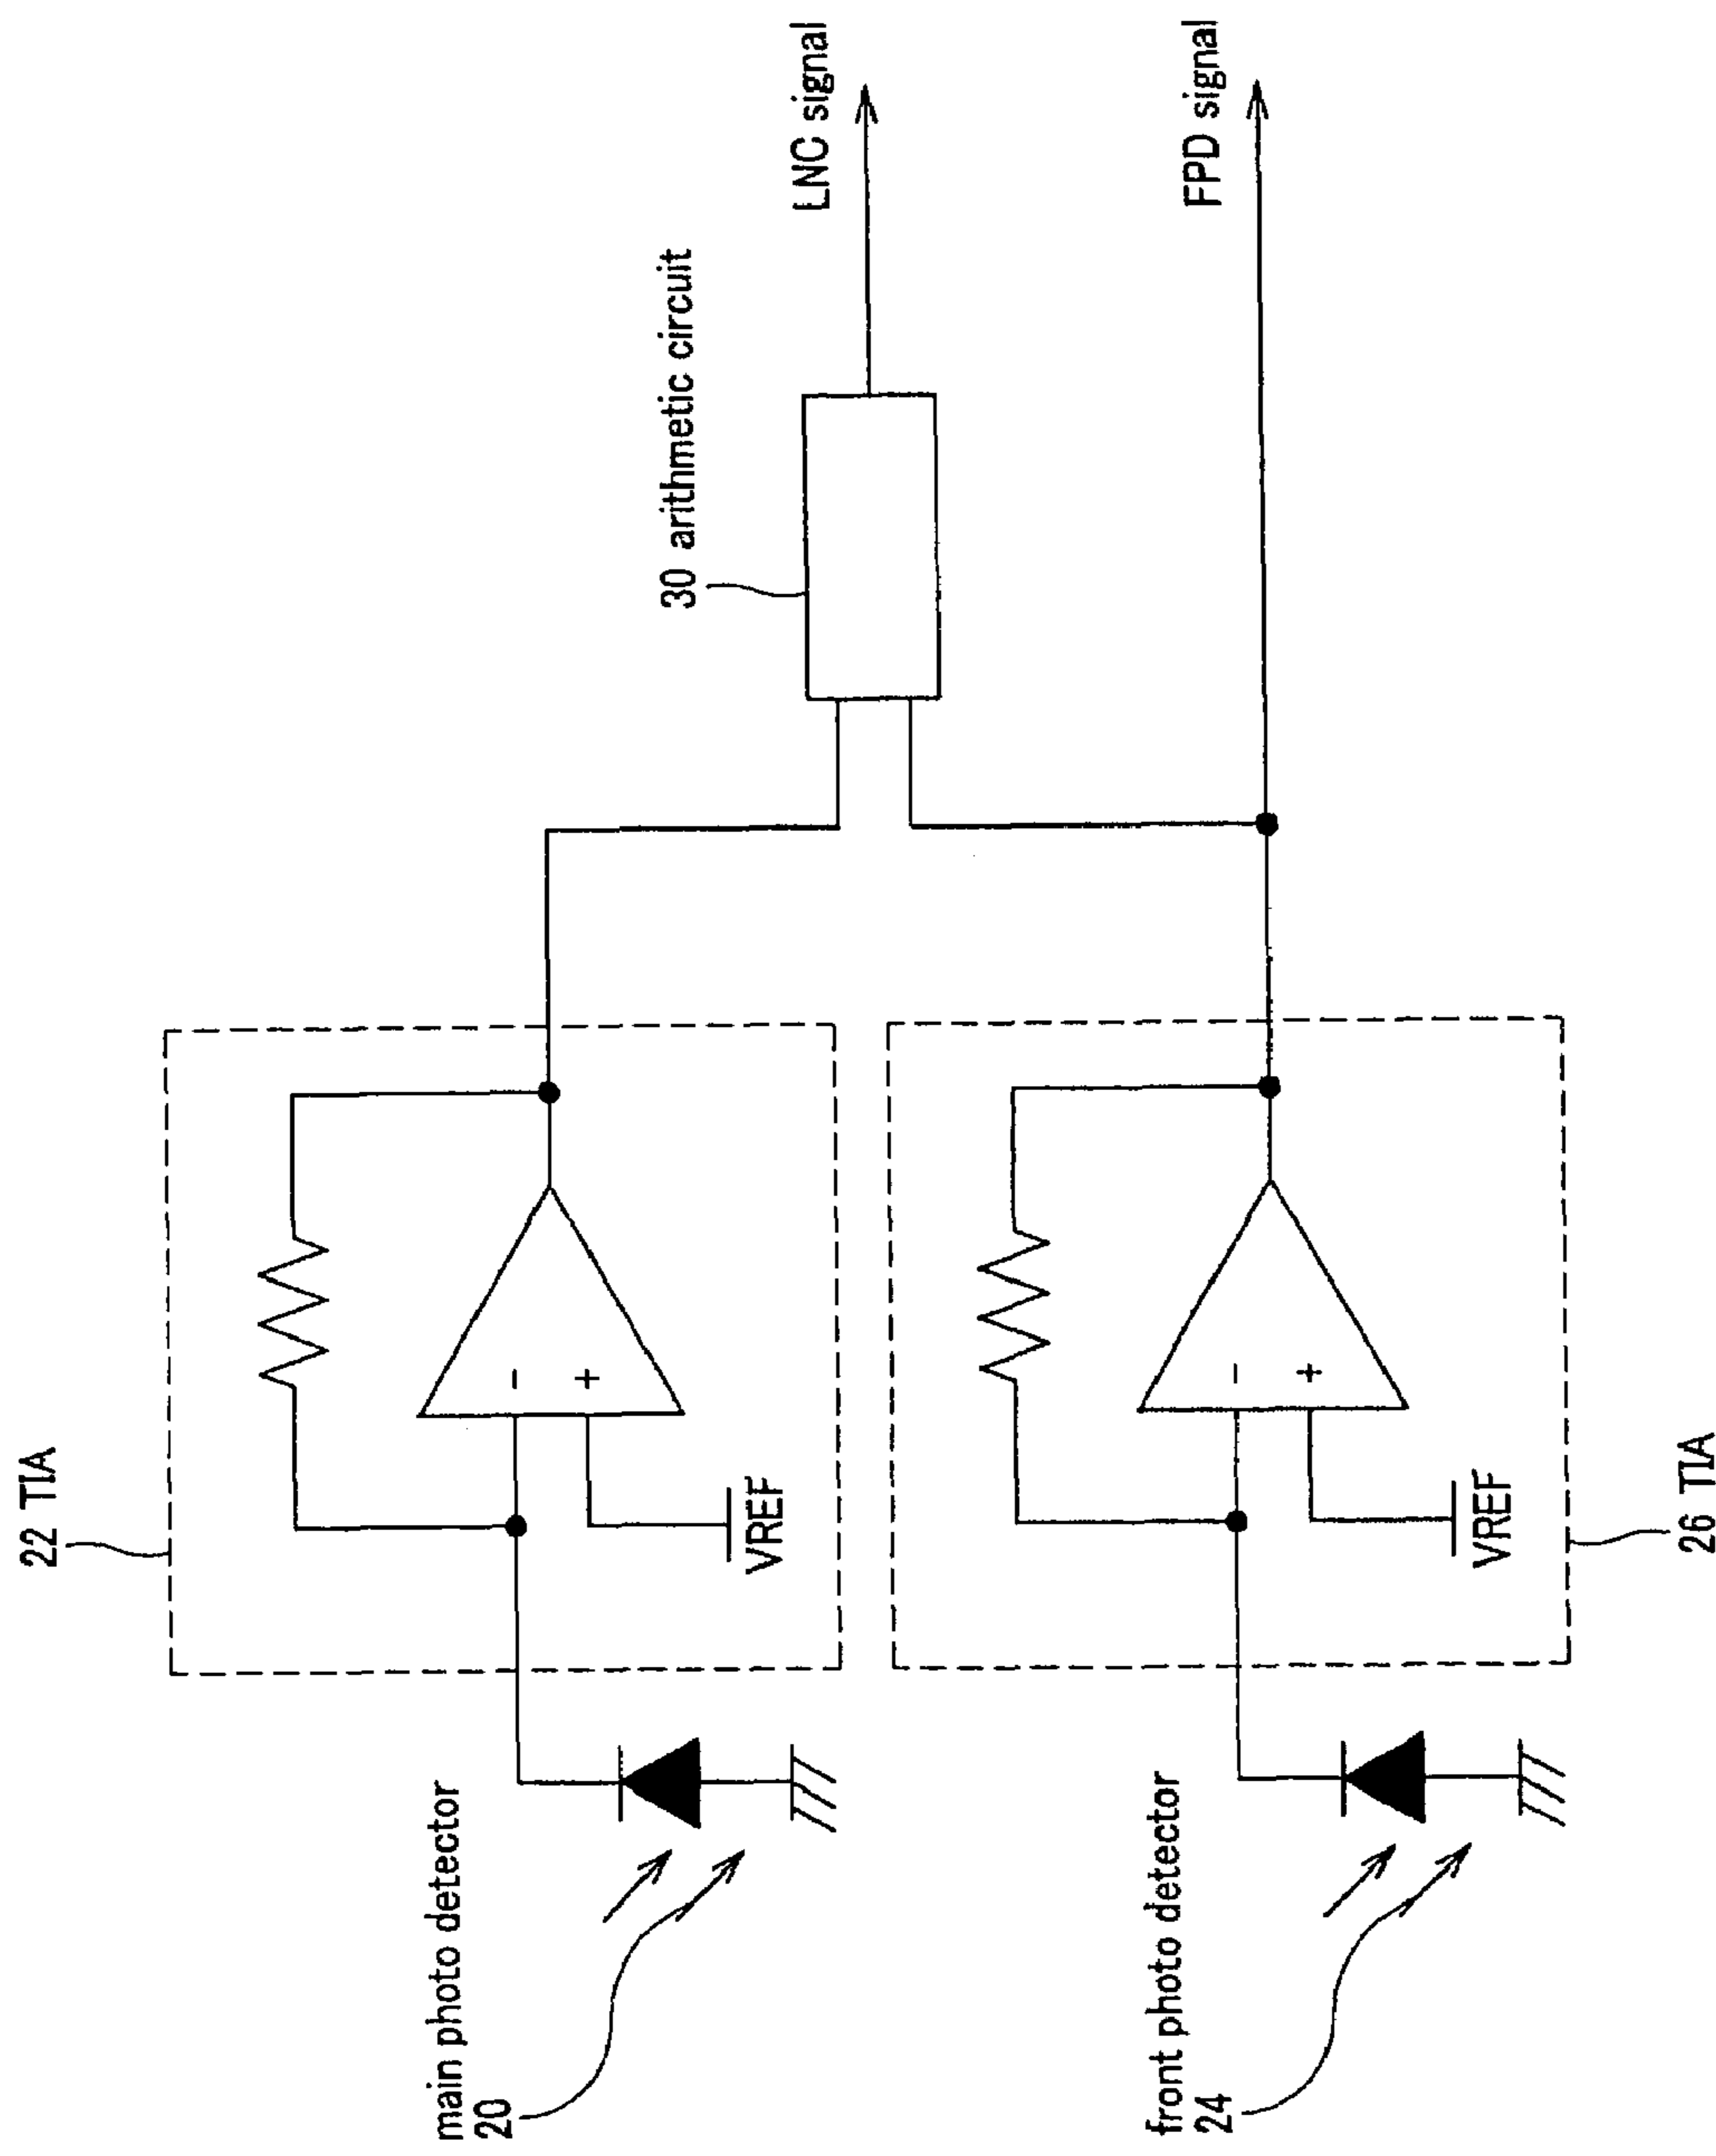 22 TIA
main photo detector
20
−
+
VREF
30 arithmetic circuit
LNC signal
front photo detector
24
−
+
VREF
26 TIA
FPD signal